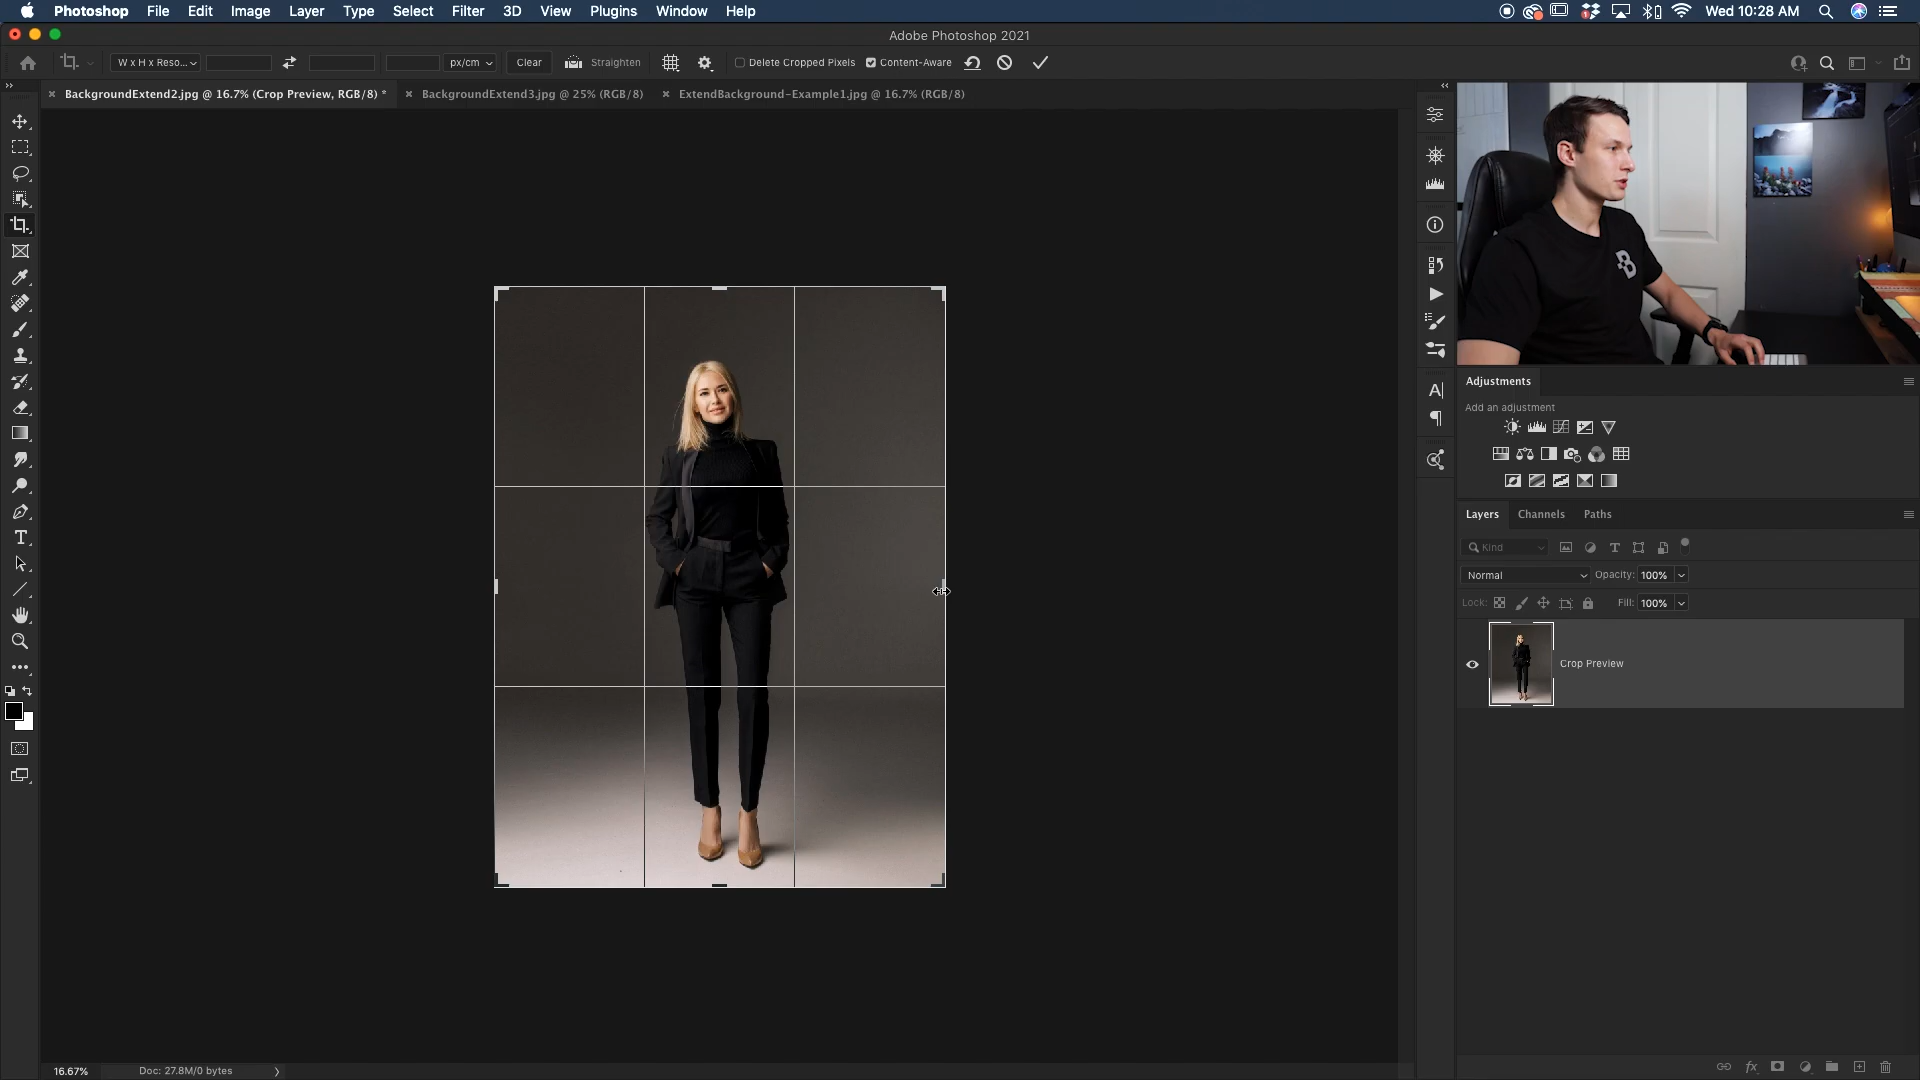 Photoshop File Edit Image Layer Type Select Filter 3D View Plugins Window Help Wed 10:28 AM
Adobe Photoshop 2021
W x H x Reso... px/cm Clear Straighten Delete Cropped Pixels Content-Aware
BackgroundExtend2.jpg @ 16.7% (Crop Preview, RGB/8) * BackgroundExtend3.jpg @ 25% (RGB/8) ExtendBackground-Example1.jpg @ 16.7% (RGB/8)
Adjustments
Add an adjustment
Layers Channels Paths
Kind
Normal Opacity: 100%
Lock: Fill: 100%
Crop Preview
16.67% Doc: 27.8M/0 bytes